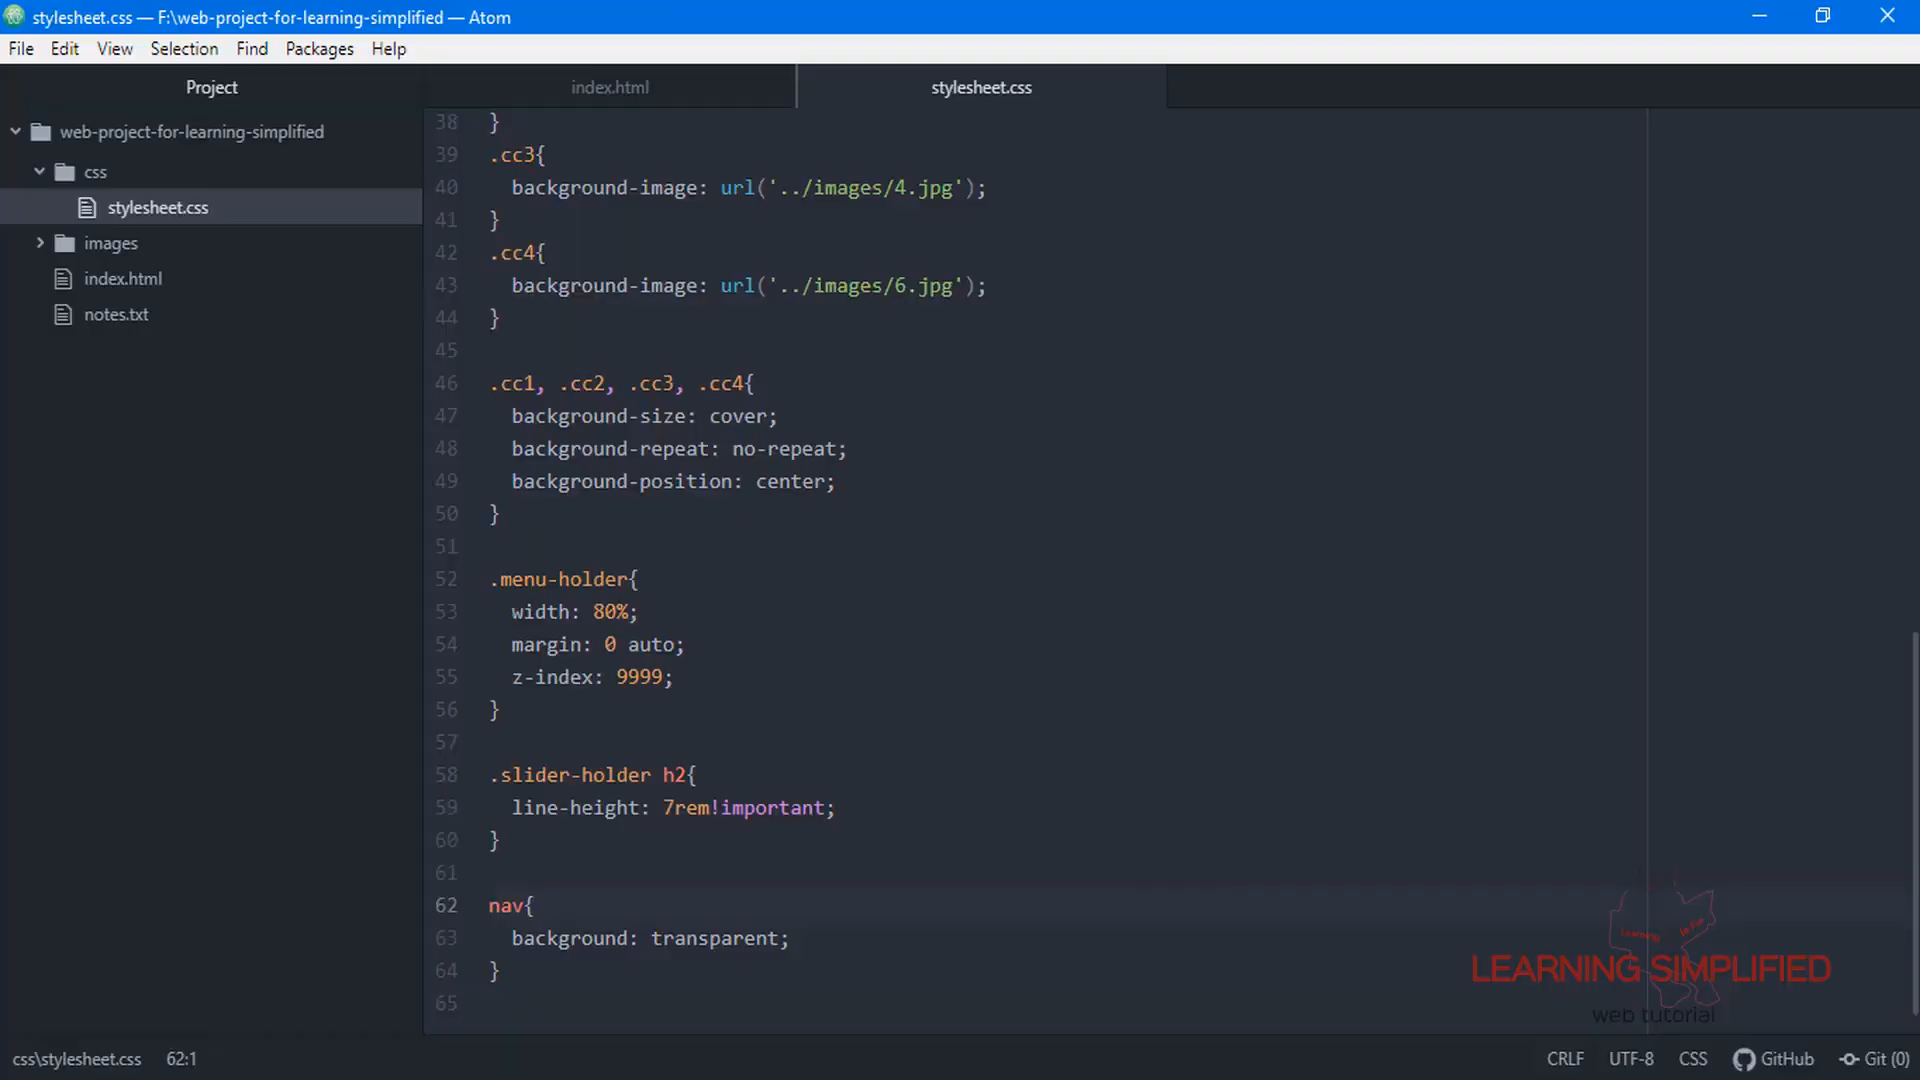 stylesheet.css — F:\web-project-for-learning-simplified — Atom
File Edit View Selection Find Packages Help
Project
index.html
stylesheet.css
web-project-for-learning-simplified
css
stylesheet.css
images
index.html
notes.txt
38 }
39 .cc3{
40 background-image: url('../images/4.jpg');
41 }
42 .cc4{
43 background-image: url('../images/6.jpg');
44 }
45
46 .cc1, .cc2, .cc3, .cc4{
47 background-size: cover;
48 background-repeat: no-repeat;
49 background-position: center;
50 }
51
52 .menu-holder{
53 width: 80%;
54 margin: 0 auto;
55 z-index: 9999;
56 }
57
58 .slider-holder h2{
59 line-height: 7rem!important;
60 }
61
62 nav{
63 background: transparent;
64 }
65
Learning is Fun
LEARNING SIMPLIFIED
web tutorial
css\stylesheet.css 62:1 CRLF UTF-8 CSS GitHub Git (0)